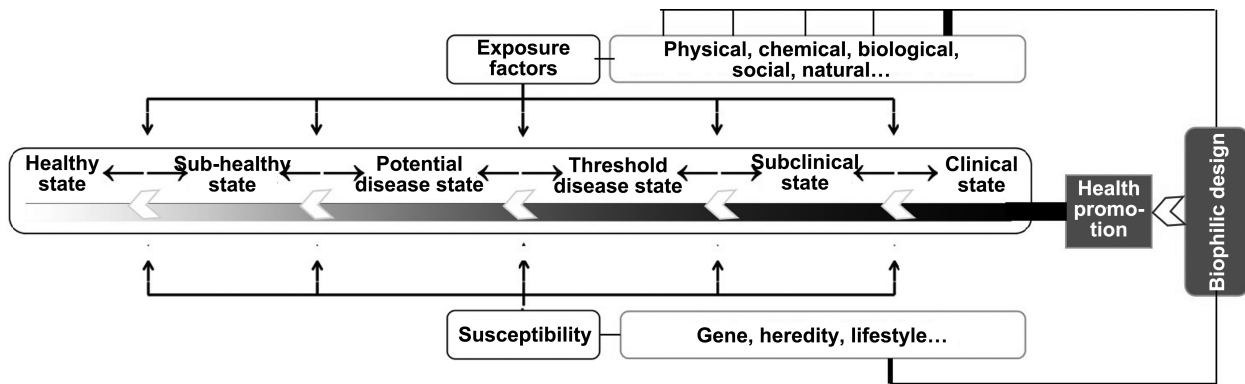 Exposure
factors
Physical, chemical, biological,
social, natural…
Healthy
state
Sub-healthy
state
Potential
disease state
Threshold
disease state
Subclinical
state
Clinical
state
Health
promo-
tion
Biophilic design
Susceptibility
Gene, heredity, lifestyle…